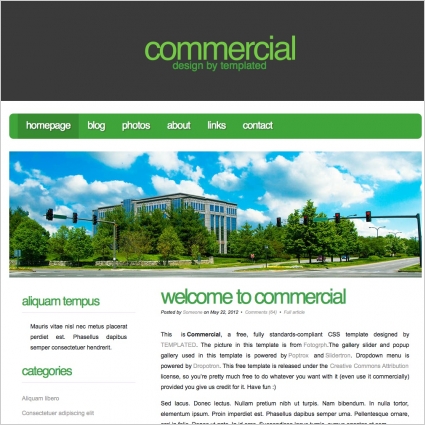 commercial
design by templated
homepage blog photos about links contact
aliquam tempus
Mauris vitae nisl nec metus placerat
perdiet est. Phasellus dapibus
semper consectetuer hendrerit.
categories
Aliquam libero
Consectetuer adipiscing elit
welcome to commercial
Posted by Someone on May 22, 2012 • Comments (64) • Full article
This is Commercial, a free, fully standards-compliant CSS template designed by
TEMPLATED. The picture in this template is from Fotogrph.The gallery slider and popup
gallery used in this template is powered by Poptrox and Slidertron. Dropdown menu is
powered by Dropotron. This free template is released under the Creative Commons Attribution
license, so you're pretty much free to do whatever you want with it (even use it commercially)
provided you give us credit for it. Have fun :)
Sed lacus. Donec lectus. Nullam pretium nibh ut turpis. Nam bibendum. In nulla tortor,
elementum ipsum. Proin imperdiet est. Phasellus dapibus semper urna. Pellentesque ornare,